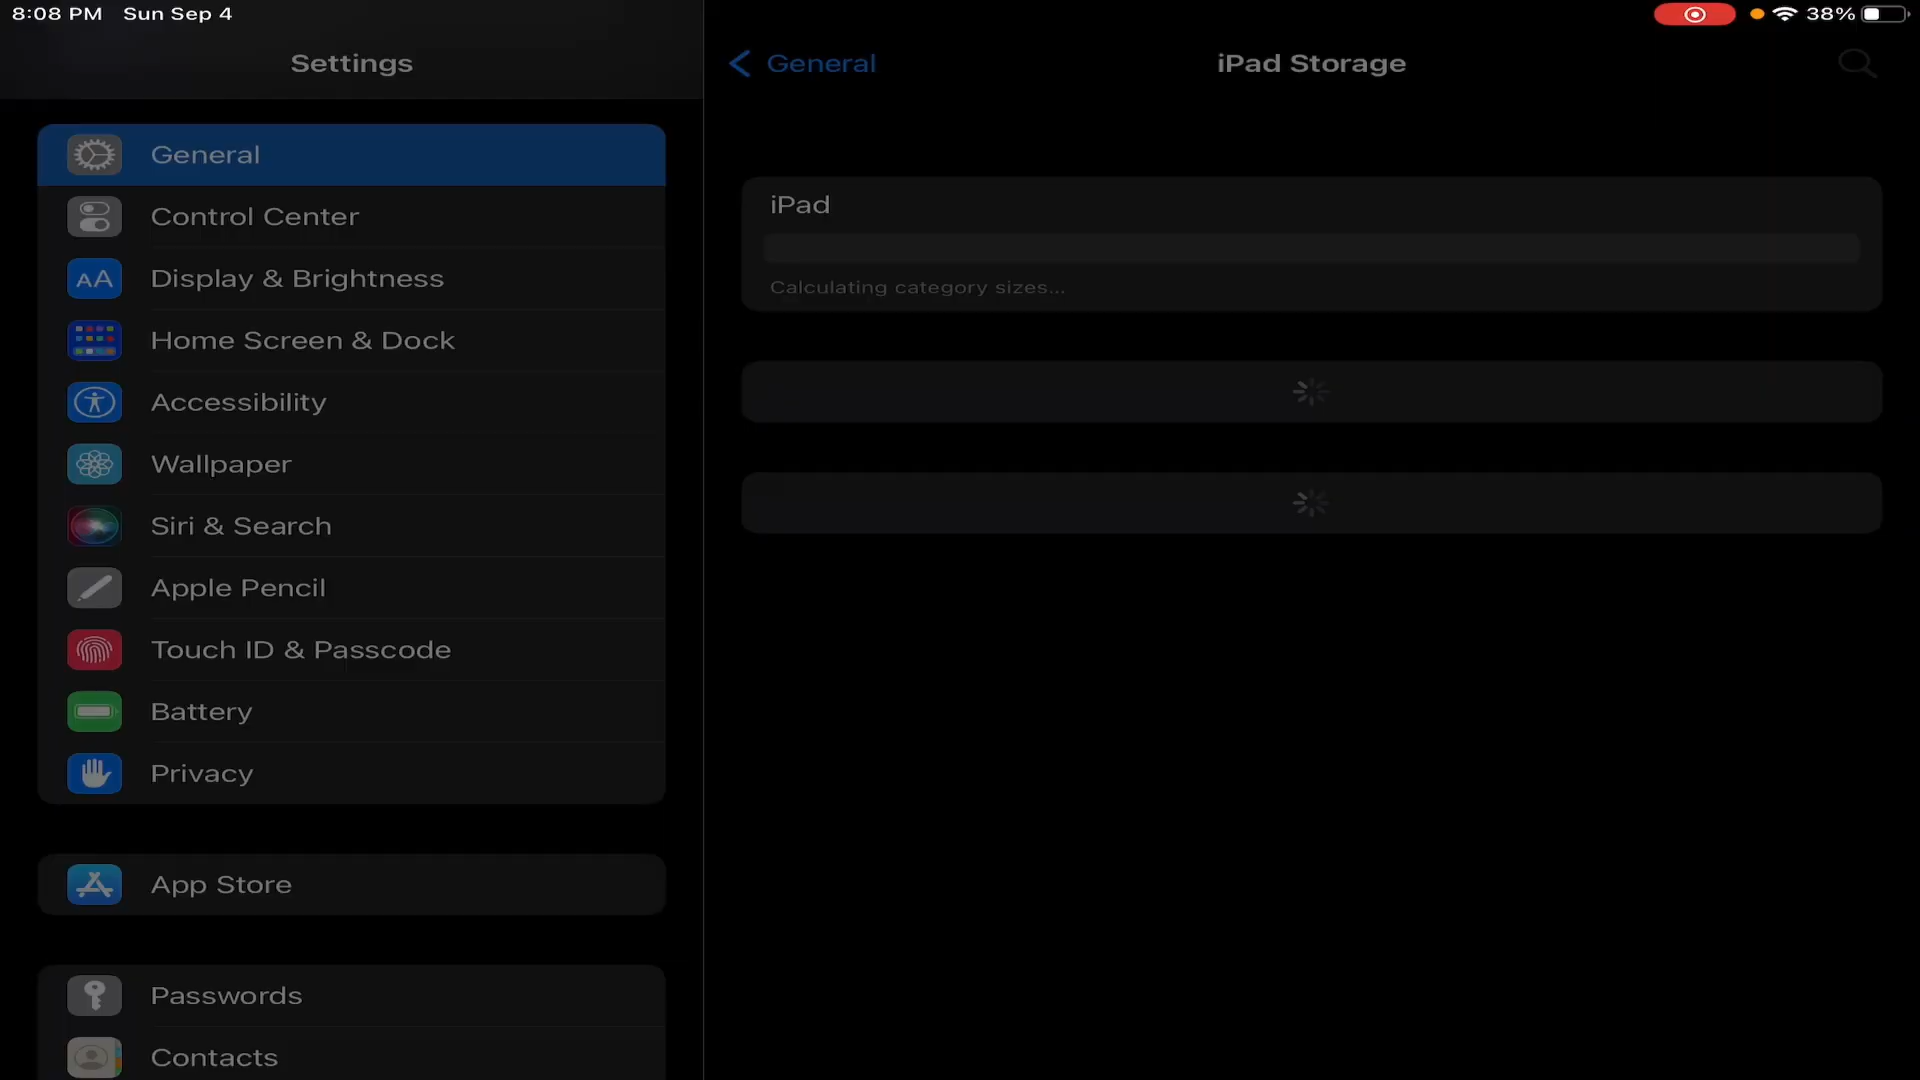 8:08 PM Sun Sep 4
38%
Settings
General
iPad Storage
General
Control Center
AA Display & Brightness
Home Screen & Dock
Accessibility
Wallpaper
Siri & Search
Apple Pencil
Touch ID & Passcode
Battery
Privacy
App Store
Passwords
Contacts
iPad
Calculating category sizes...